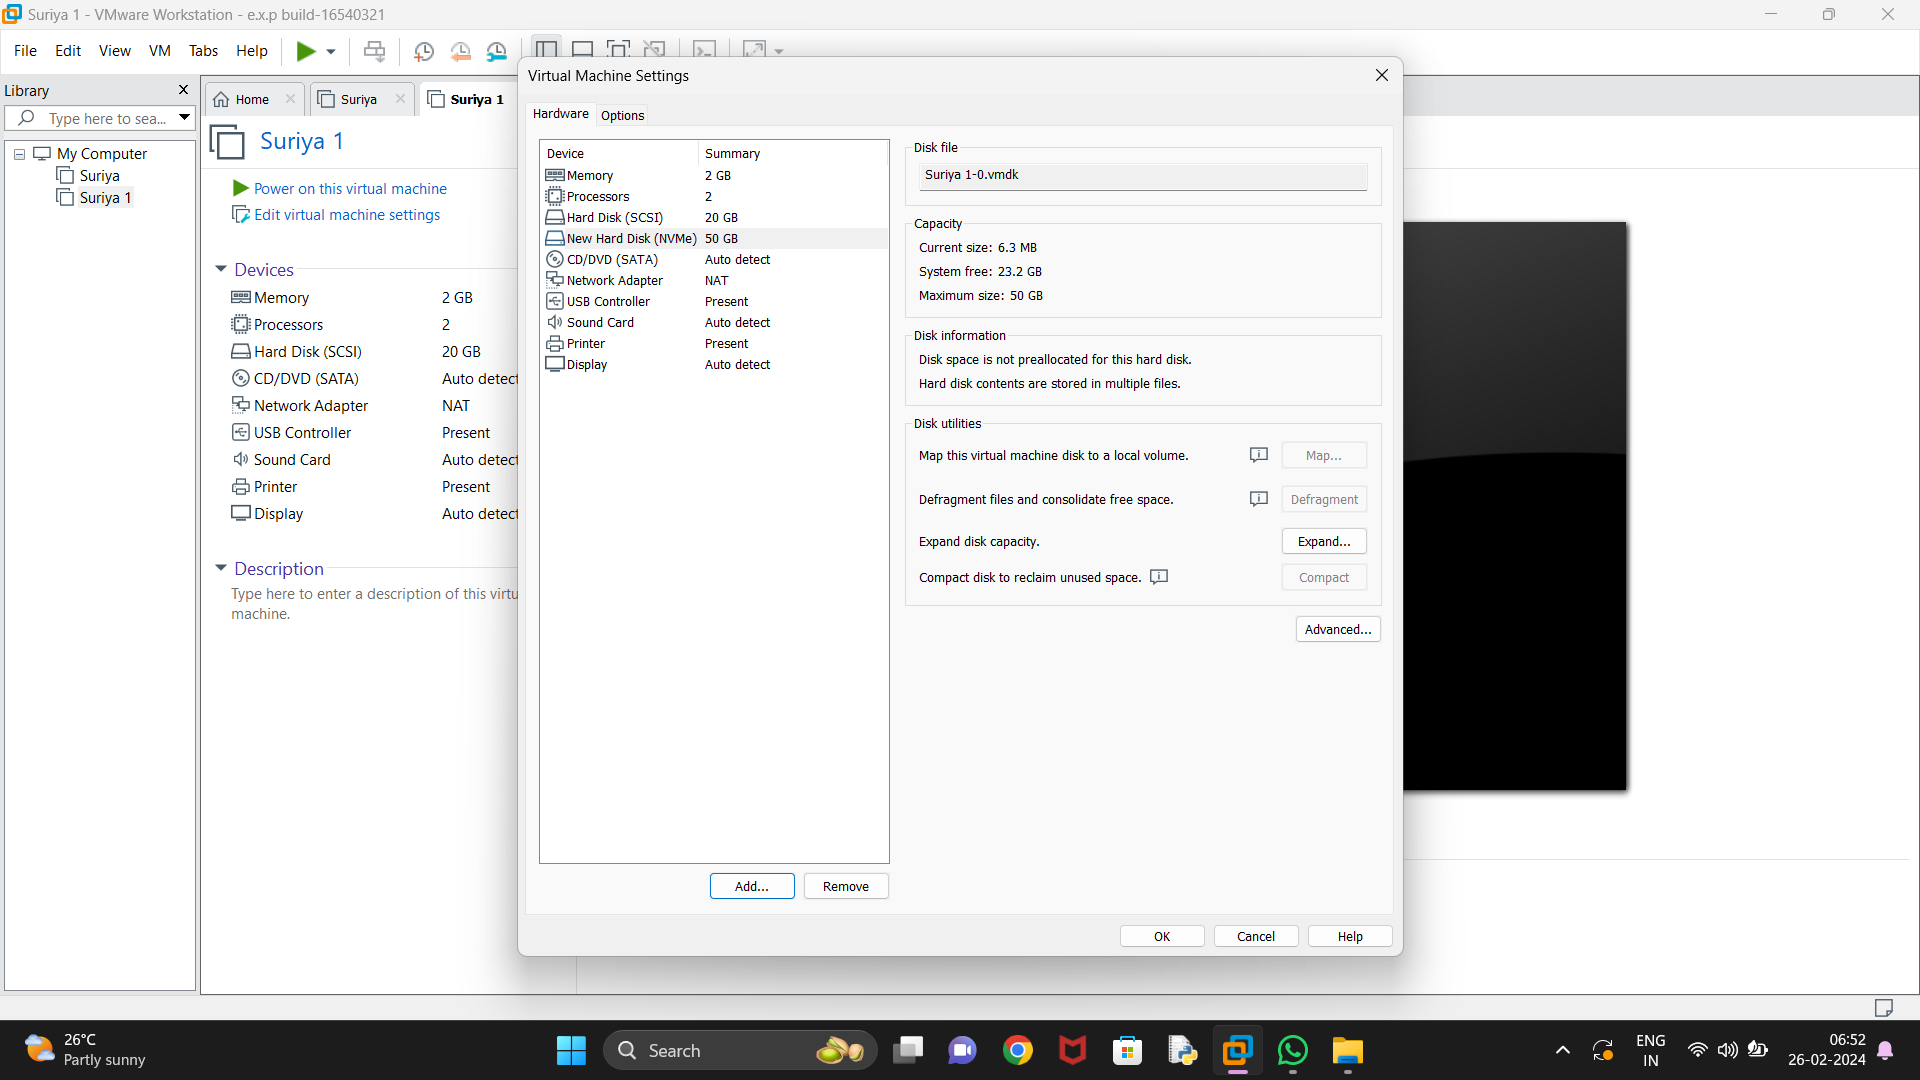 Suriya 1 - VMware Workstation - e.x.p build-16540321
File Edit View VM Tabs Help
Library
Type here to sea...
My Computer
Suriya
Suriya 1
Home
Suriya
Suriya 1
Suriya 1
Power on this virtual machine
Edit virtual machine settings
Devices
Memory 2 GB
Processors 2
Hard Disk (SCSI) 20 GB
CD/DVD (SATA) Auto detect
Network Adapter NAT
USB Controller Present
Sound Card Auto detect
Printer Present
Display Auto detect
Description
Type here to enter a description of this virtu
machine.
Virtual Machine Settings
Hardware Options
Device Summary
Memory 2 GB
Processors 2
Hard Disk (SCSI) 20 GB
New Hard Disk (NVMe) 50 GB
CD/DVD (SATA) Auto detect
Network Adapter NAT
USB Controller Present
Sound Card Auto detect
Printer Present
Display Auto detect
Add... Remove
Disk file
Suriya 1-0.vmdk
Capacity
Current size: 6.3 MB
System free: 23.2 GB
Maximum size: 50 GB
Disk information
Disk space is not preallocated for this hard disk.
Hard disk contents are stored in multiple files.
Disk utilities
Map this virtual machine disk to a local volume. Map...
Defragment files and consolidate free space. Defragment
Expand disk capacity. Expand...
Compact disk to reclaim unused space. Compact
Advanced...
OK Cancel Help
26°C
Partly sunny
Search
ENG
IN
06:52
26-02-2024